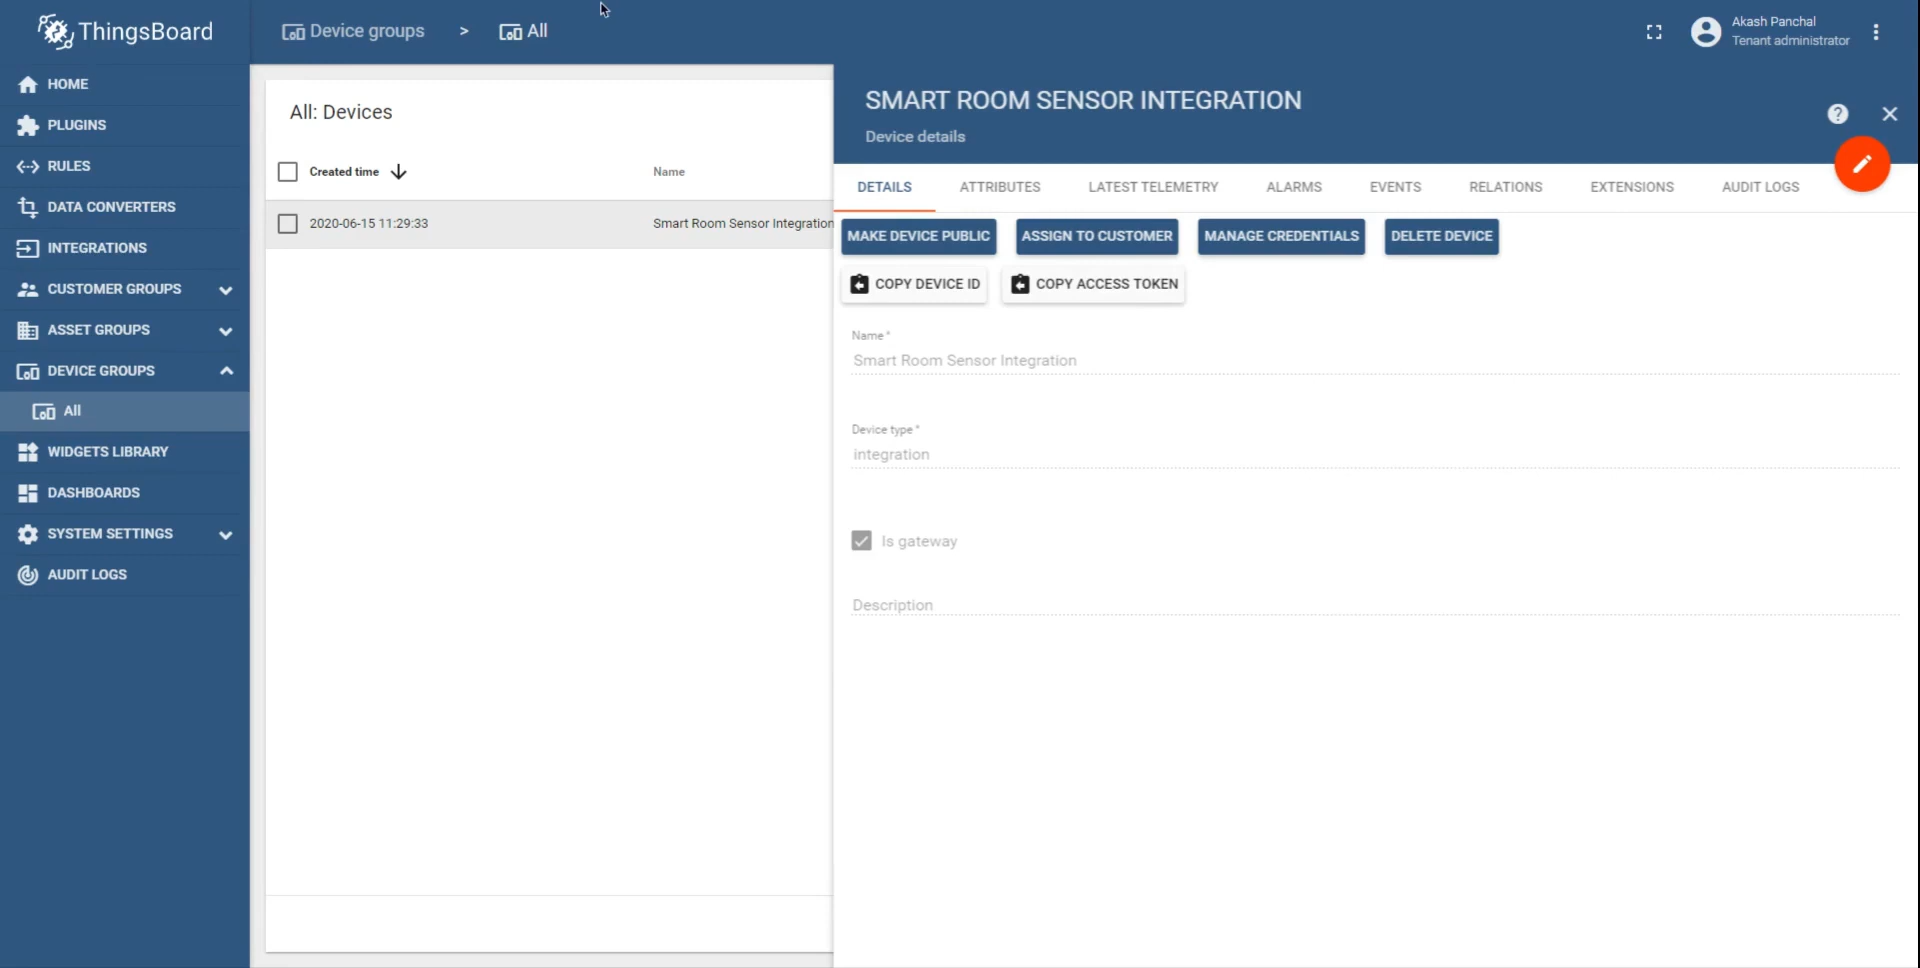 ThingsBoard
Device groups > All
Akash Panchal
Tenant administrator
HOME
PLUGINS
RULES
DATA CONVERTERS
INTEGRATIONS
CUSTOMER GROUPS
ASSET GROUPS
DEVICE GROUPS
All
WIDGETS LIBRARY
DASHBOARDS
SYSTEM SETTINGS
AUDIT LOGS
All: Devices
Created time Name
2020-06-15 11:29:33 Smart Room Sensor Integration
SMART ROOM SENSOR INTEGRATION
Device details
DETAILS ATTRIBUTES LATEST TELEMETRY ALARMS EVENTS RELATIONS EXTENSIONS AUDIT LOGS
MAKE DEVICE PUBLIC ASSIGN TO CUSTOMER MANAGE CREDENTIALS DELETE DEVICE
COPY DEVICE ID COPY ACCESS TOKEN
Name*
Smart Room Sensor Integration
Device type*
integration
Is gateway
Description